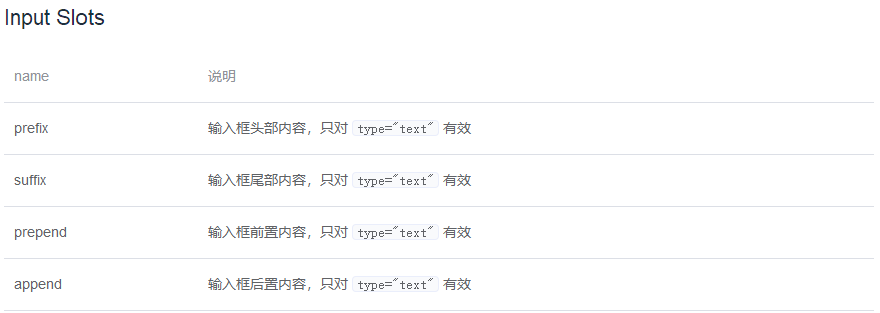 Input Slots
name 说明
prefix 输入框头部内容，只对 type="text" 有效
suffix 输入框尾部内容，只对 type="text" 有效
prepend 输入框前置内容，只对 type="text" 有效
append 输入框后置内容，只对 type="text" 有效